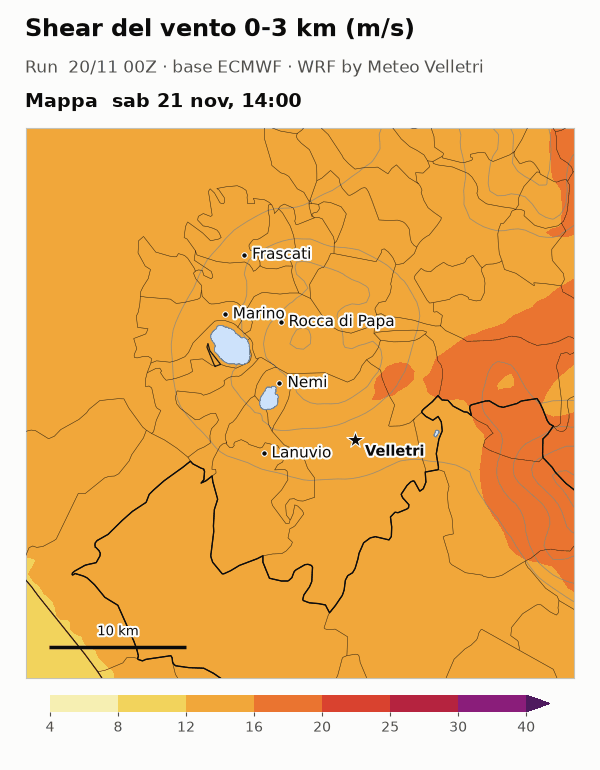 Shear del vento 0-3 km (m/s)
Run  20/11 00Z · base ECMWF · WRF by Meteo Velletri
Mappa  sab 21 nov, 14:00
Frascati
Marino
Rocca di Papa
Nemi
Velletri
Lanuvio
10 km
4 8 12 16 20 25 30 40